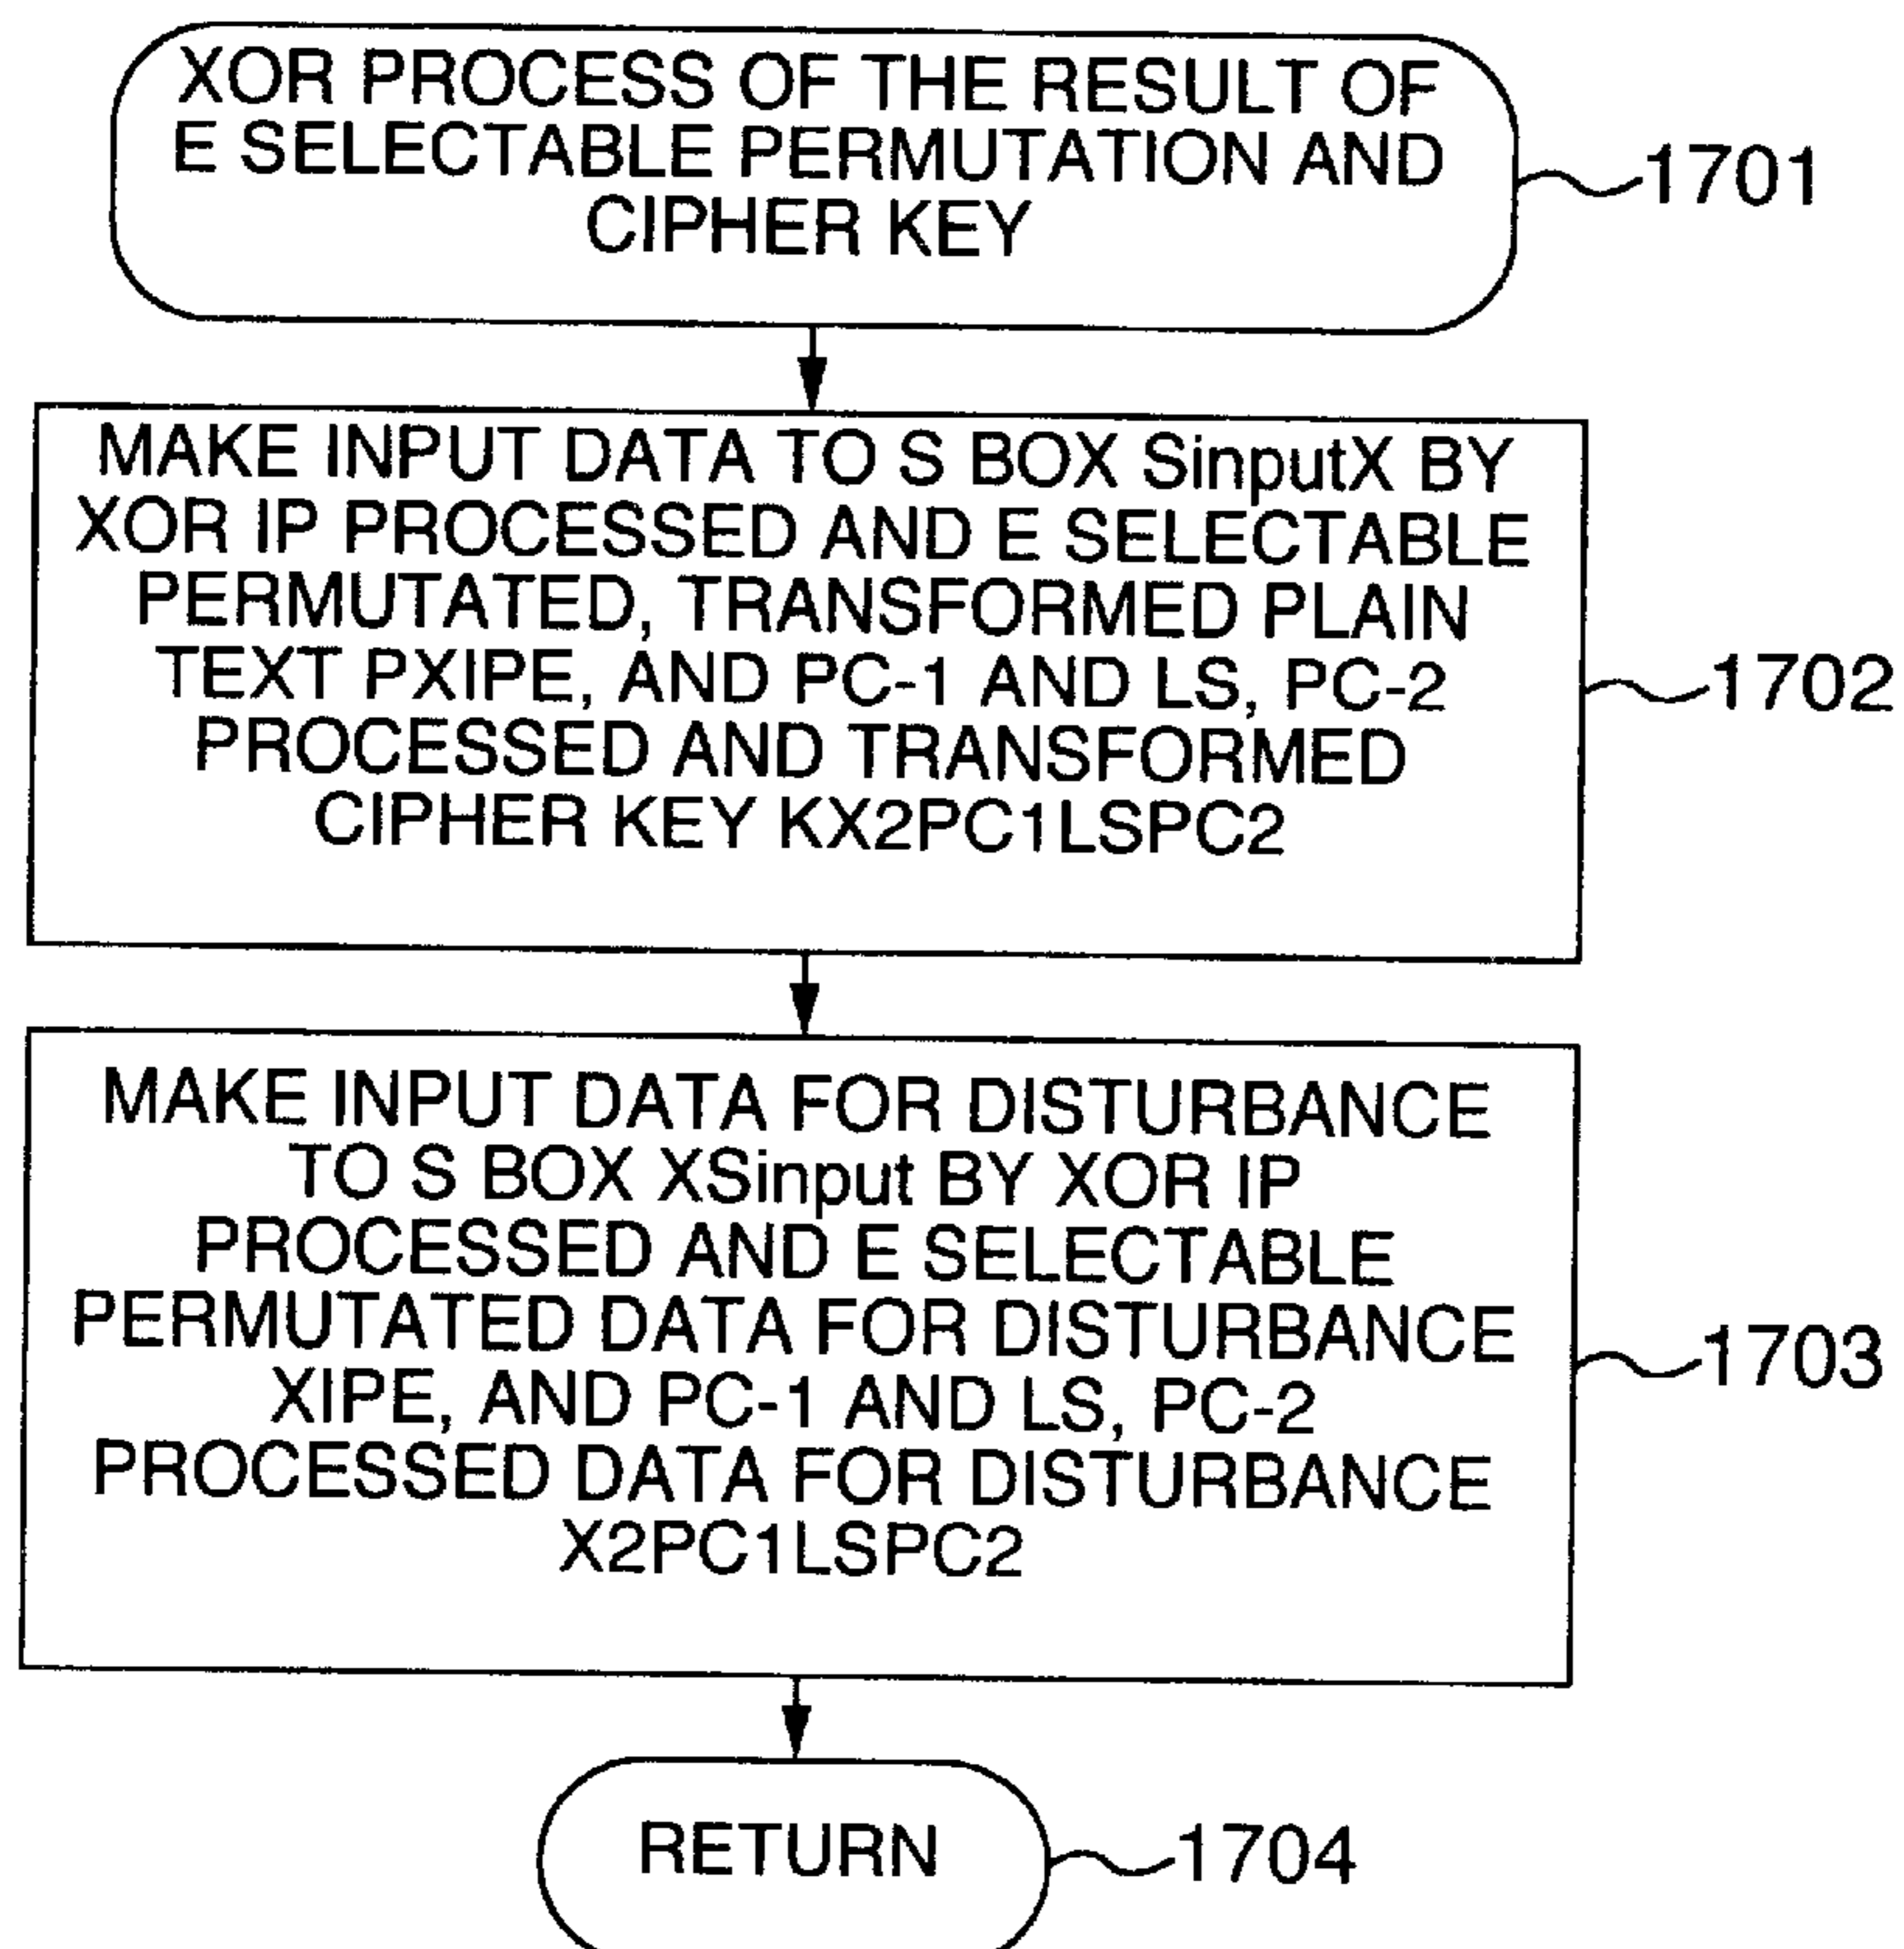 XOR PROCESS OF THE RESULT OF
E SELECTABLE PERMUTATION AND
CIPHER KEY
1701
MAKE INPUT DATA TO S BOX SinputX BY
XOR IP PROCESSED AND E SELECTABLE
PERMUTATED, TRANSFORMED PLAIN
TEXT PXIPE, AND PC-1 AND LS, PC-2
PROCESSED AND TRANSFORMED
CIPHER KEY KX2PC1LSPC2
1702
MAKE INPUT DATA FOR DISTURBANCE
TO S BOX XSinput BY XOR IP
PROCESSED AND E SELECTABLE
PERMUTATED DATA FOR DISTURBANCE
XIPE, AND PC-1 AND LS, PC-2
PROCESSED DATA FOR DISTURBANCE
X2PC1LSPC2
1703
RETURN
1704